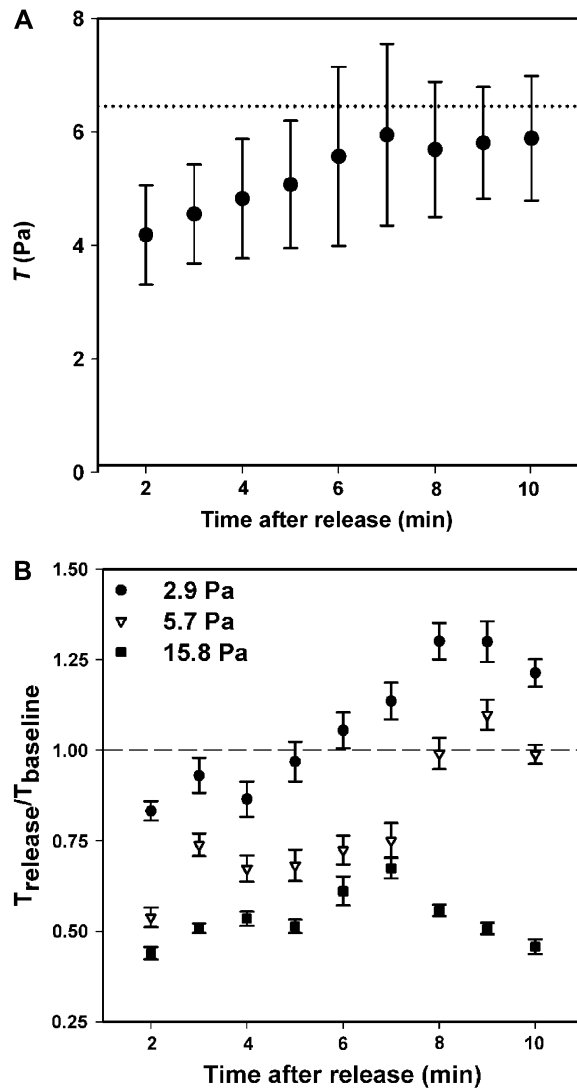 A
8
6
4
2
0
T (Pa)
2 4 6 8 10
Time after release (min)
B
1.50
1.25
1.00
0.75
0.50
0.25
2.9 Pa
5.7 Pa
15.8 Pa
Trelease/Tbaseline
2 4 6 8 10
Time after release (min)